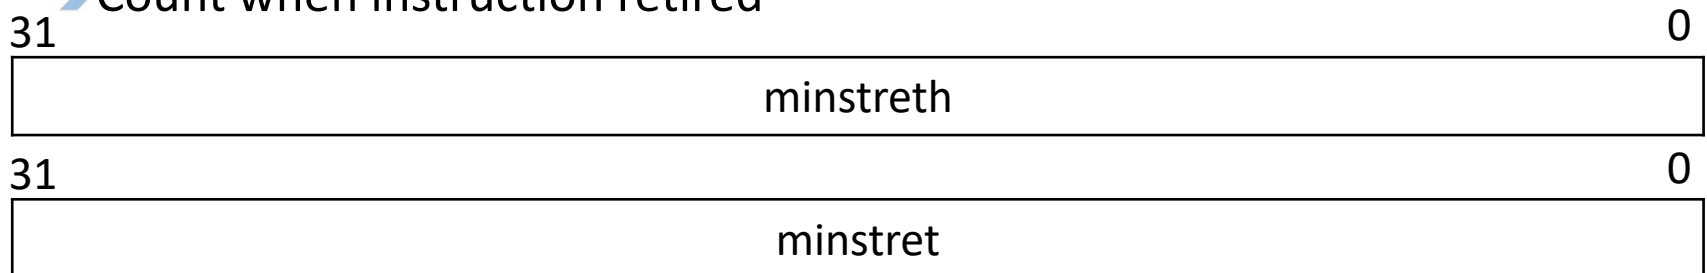 Count when instruction retired
31 0
minstreth
31 0
minstret